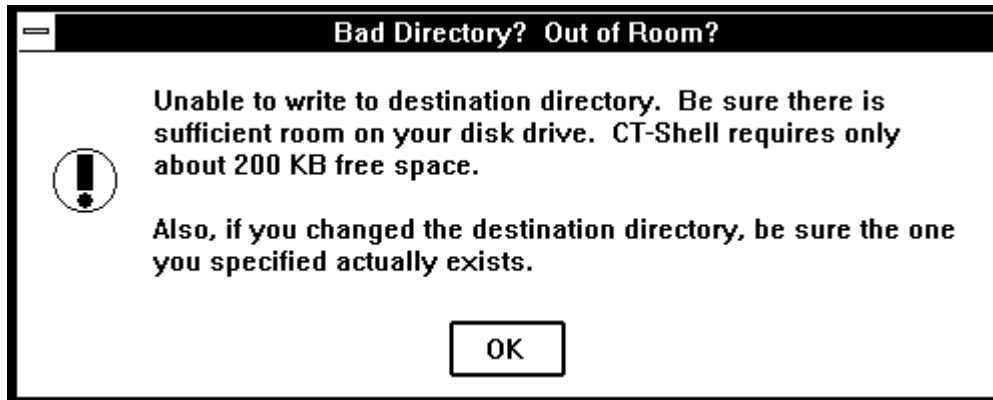 Bad Directory?  Out of Room?
Unable to write to destination directory.  Be sure there is
sufficient room on your disk drive.  CT-Shell requires only
about 200 KB free space.
Also, if you changed the destination directory, be sure the one
you specified actually exists.
OK